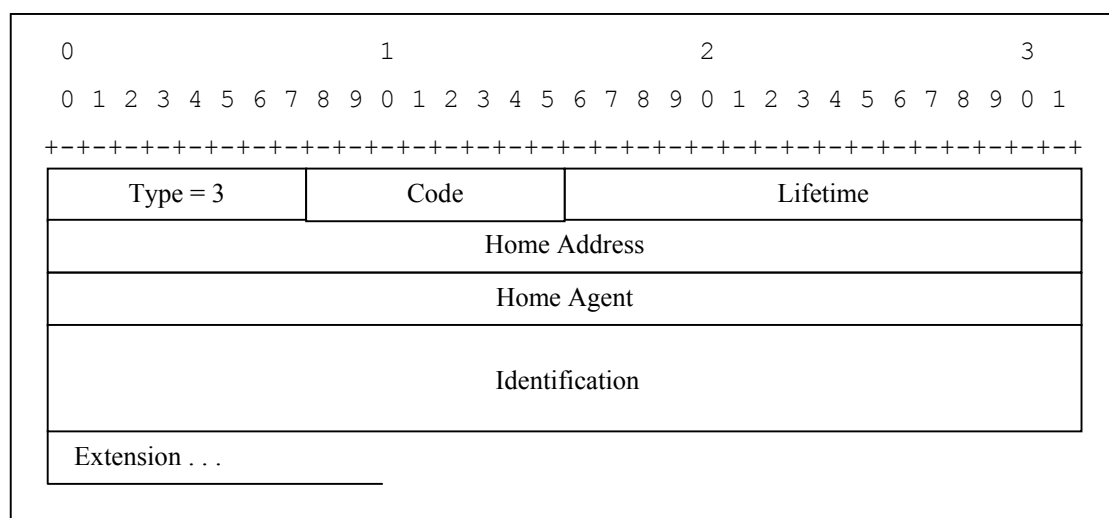 0 1 2 3
0 1 2 3 4 5 6 7 8 9 0 1 2 3 4 5 6 7 8 9 0 1 2 3 4 5 6 7 8 9 0 1
+-+-+-+-+-+-+-+-+-+-+-+-+-+-+-+-+-+-+-+-+-+-+-+-+-+-+-+-+-+-+-+-+
Type = 3 Code Lifetime
Home Address
Home Agent
Identification
Extension . . .